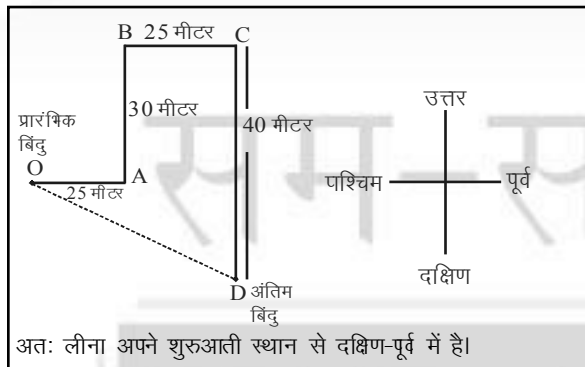 B 25 मीटर C
30 मीटर
40 मीटर
प्रारंभिक
बिंदु
O
A
25 मीटर
D अंतिम
बिंदु
उत्तर
पश्चिम
पूर्व
दक्षिण
अतः लीना अपने शुरुआती स्थान से दक्षिण-पूर्व में है।